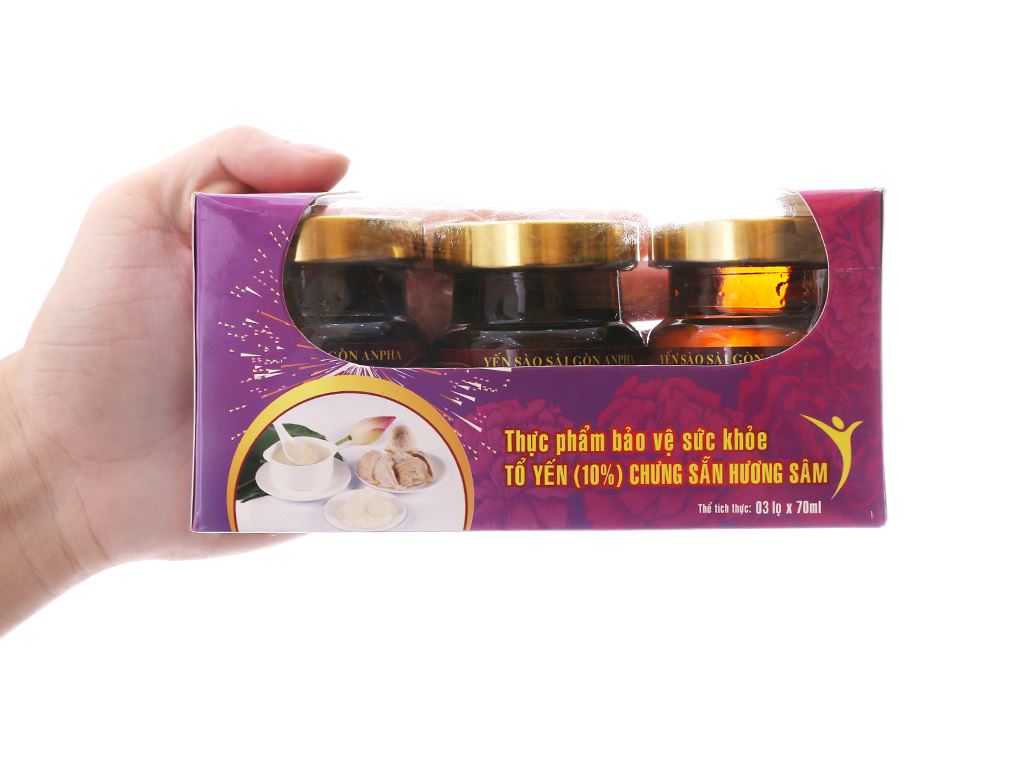 GÒN ANPHA
YẾN SÀO SÀI GÒN ANPHA
YẾN SÀO SÀI GÒN
Thực phẩm bảo vệ sức khỏe
TỔ YẾN (10%) CHƯNG SẴN HƯƠNG SÂM
Thể tích thực: 03 lọ x 70ml